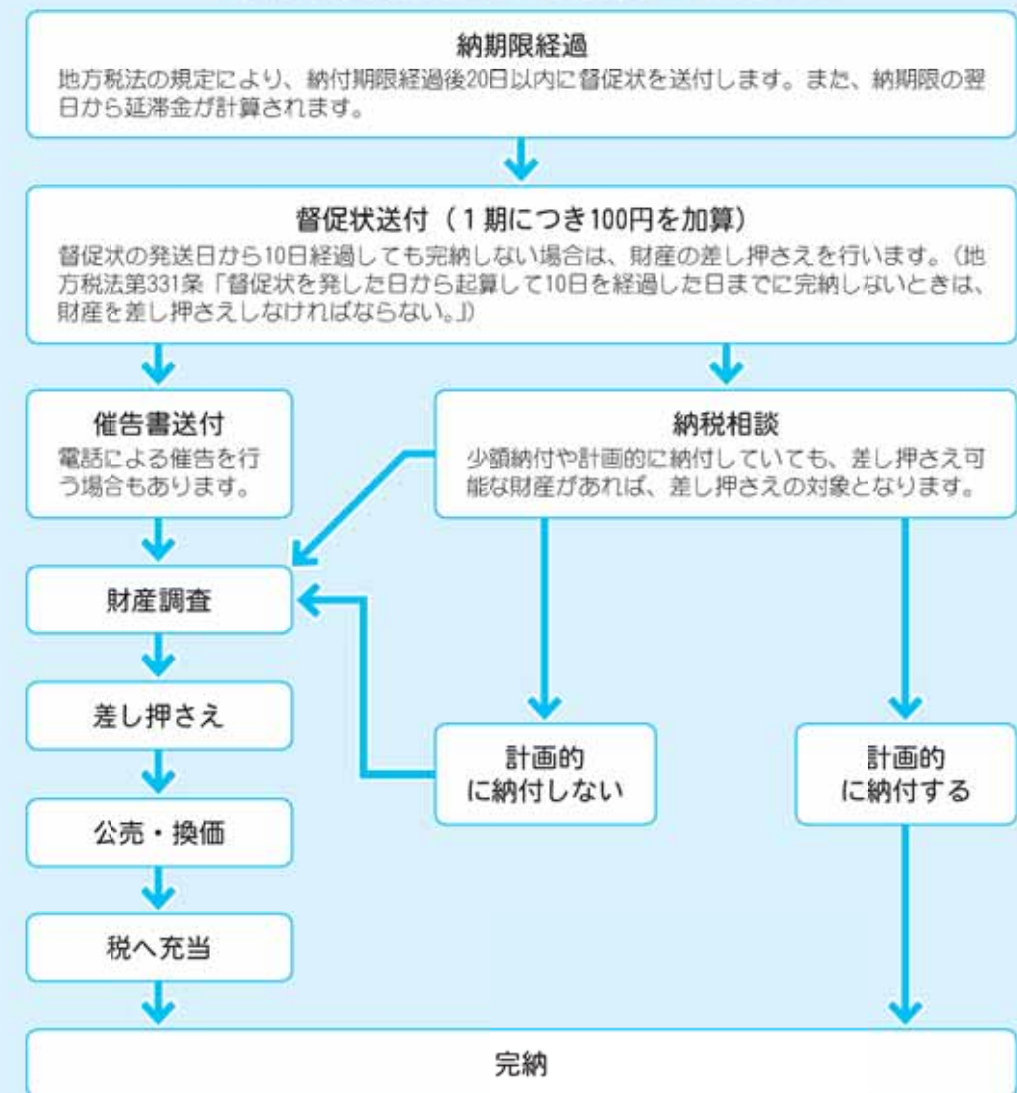 納期限経過
地方税法の規定により、納付期限経過後20日以内に督促状を送付します。また、納期限の翌
日から延滞金が計算されます。
督促状送付（１期につき100円を加算）
督促状の発送日から10日経過しても完納しない場合は、財産の差し押さえを行います。（地
方税法第331条「督促状を発した日から起算して10日を経過した日までに完納しないときは、
財産を差し押さえしなければならない。」）
催告書送付
電話による催告を行
う場合もあります。
納税相談
少額納付や計画的に納付していても、差し押さえ可
能な財産があれば、差し押さえの対象となります。
財産調査
差し押さえ
計画的
に納付しない
計画的
に納付する
公売・換価
税へ充当
完納